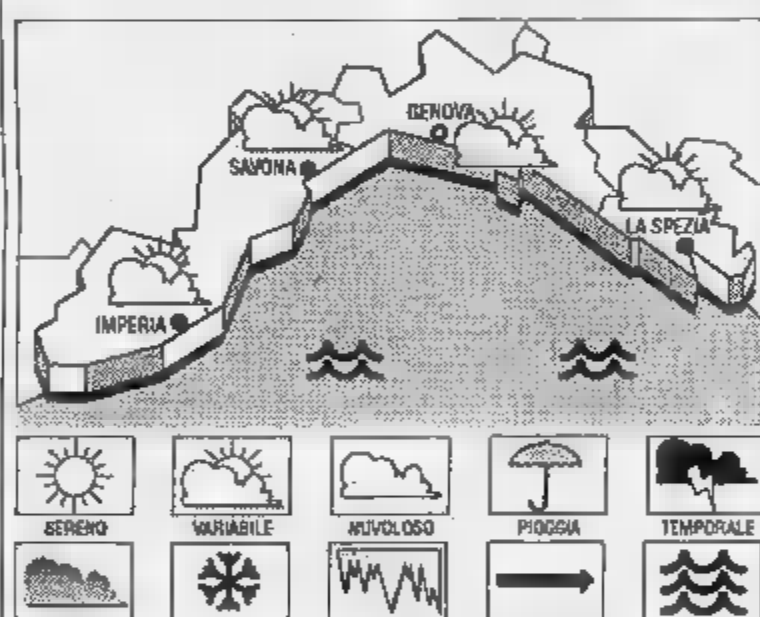 GENOVA
SAVONA
LA SPEZIA
IMPERIA
SERENO
VARIABILE
NUVOLOSO
PIOGGIA
TEMPORALE